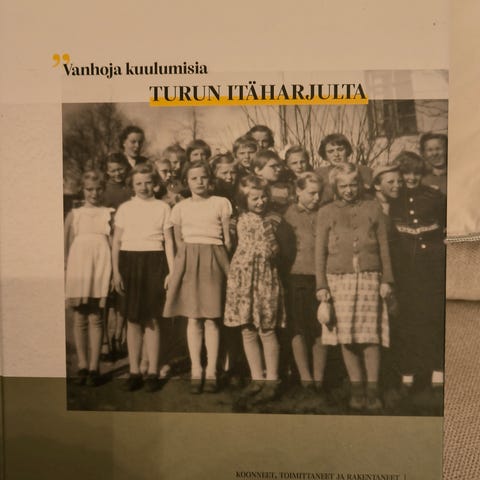 ”Vanhoja kuulumisia
TURUN ITÄHARJULTA
KOONNEET, TOIMITTANEET JA RAKENTANEET